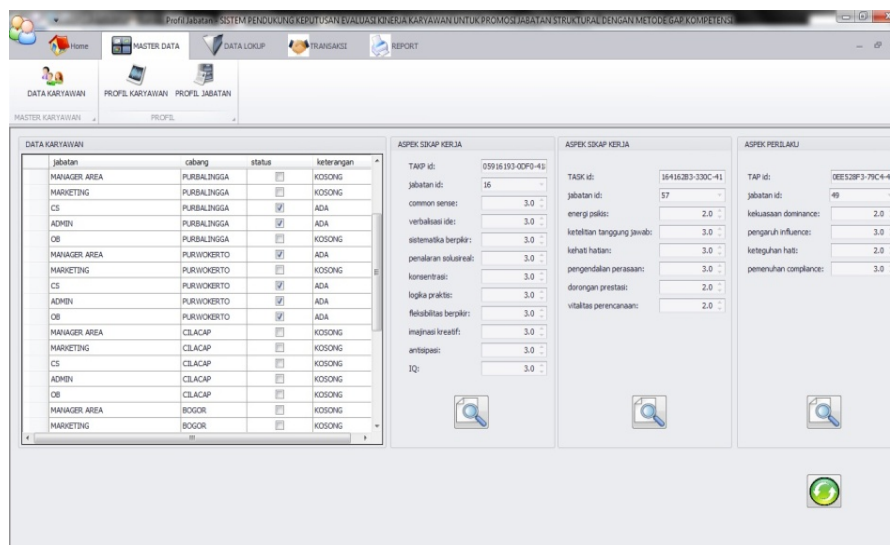 Profil Jabatan - SISTEM PENDUKUNG KEPUTUSAN EVALUASI KINERJA KARYAWAN UNTUK PROMOSI JABATAN STRUKTURAL DENGAN METODE GAP KOMPETENSI
Home MASTER DATA DATA LOKUP TRANSAKSI REPORT
DATA KARYAWAN PROFIL KARYAWAN PROFIL JABATAN
MASTER KARYAWAN PROFIL
DATA KARYAWAN
jabatan cabang status keterangan
MANAGER AREA PURBALINGGA KOSONG
MARKETING PURBALINGGA KOSONG
CS PURBALINGGA ADA
ADMIN PURBALINGGA ADA
OB PURBALINGGA KOSONG
MANAGER AREA PURWOKERTO ADA
MARKETING PURWOKERTO KOSONG
CS PURWOKERTO ADA
ADMIN PURWOKERTO ADA
OB PURWOKERTO ADA
MANAGER AREA CILACAP KOSONG
MARKETING CILACAP KOSONG
CS CILACAP KOSONG
ADMIN CILACAP KOSONG
OB CILACAP KOSONG
MANAGER AREA BOGOR KOSONG
MARKETING BOGOR KOSONG
ASPEK SIKAP KERJA
TAKP id: 05916193-0DF0-41
jabatan id: 16
common sense: 3.0
verbalisasi ide: 3.0
sistematika berpikir: 3.0
penalaran solusireal: 3.0
konsentrasi: 3.0
logika praktis: 3.0
fleksibilitas berpikir: 3.0
imajinasi kreatif: 3.0
antisipasi: 3.0
IQ: 3.0
ASPEK SIKAP KERJA
TASK id: 164162B3-330C-41
jabatan id: 57
energi psikis: 2.0
ketelitian tanggung jawab: 3.0
kehati hatian: 3.0
pengendalian perasaan: 3.0
dorongan prestasi: 2.0
vitalitas perencanaan: 2.0
ASPEK PERILAKU
TAP id: 0EE528F3-79C4-4
jabatan id: 49
kekuasaan dominance: 2.0
pengaruh influence: 3.0
keteguhan hati: 2.0
pemenuhan compliance: 3.0